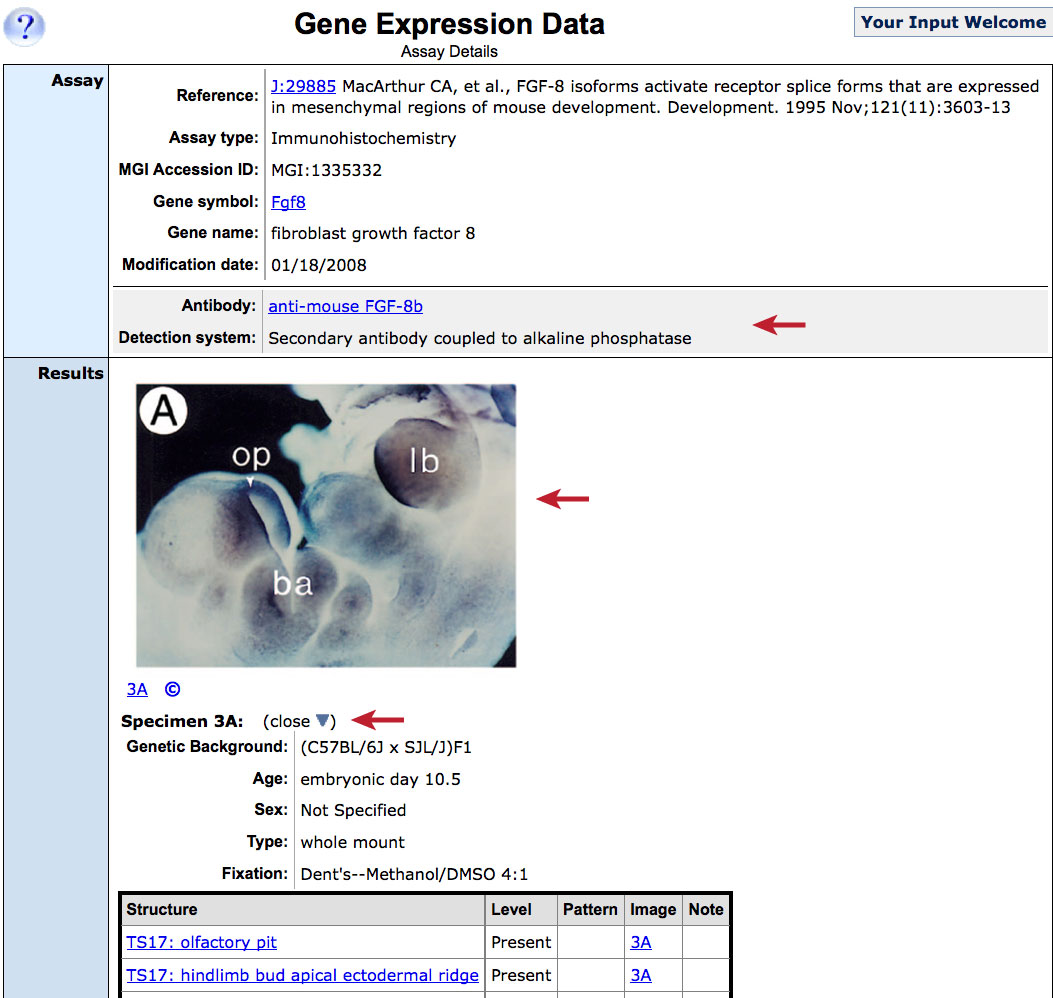 ?
Gene Expression Data
Your Input Welcome
Assay Details
Assay
Reference: J:29885 MacArthur CA, et al., FGF-8 isoforms activate receptor splice forms that are expressed
in mesenchymal regions of mouse development. Development. 1995 Nov;121(11):3603-13
Assay type: Immunohistochemistry
MGI Accession ID: MGI:1335332
Gene symbol: Fgf8
Gene name: fibroblast growth factor 8
Modification date: 01/18/2008
Antibody: anti-mouse FGF-8b
Detection system: Secondary antibody coupled to alkaline phosphatase
Results
A
op
lb
ba
3A ©
Specimen 3A: (close ▼)
Genetic Background: (C57BL/6J x SJL/J)F1
Age: embryonic day 10.5
Sex: Not Specified
Type: whole mount
Fixation: Dent's--Methanol/DMSO 4:1
Structure Level Pattern Image Note
TS17: olfactory pit Present 3A
TS17: hindlimb bud apical ectodermal ridge Present 3A